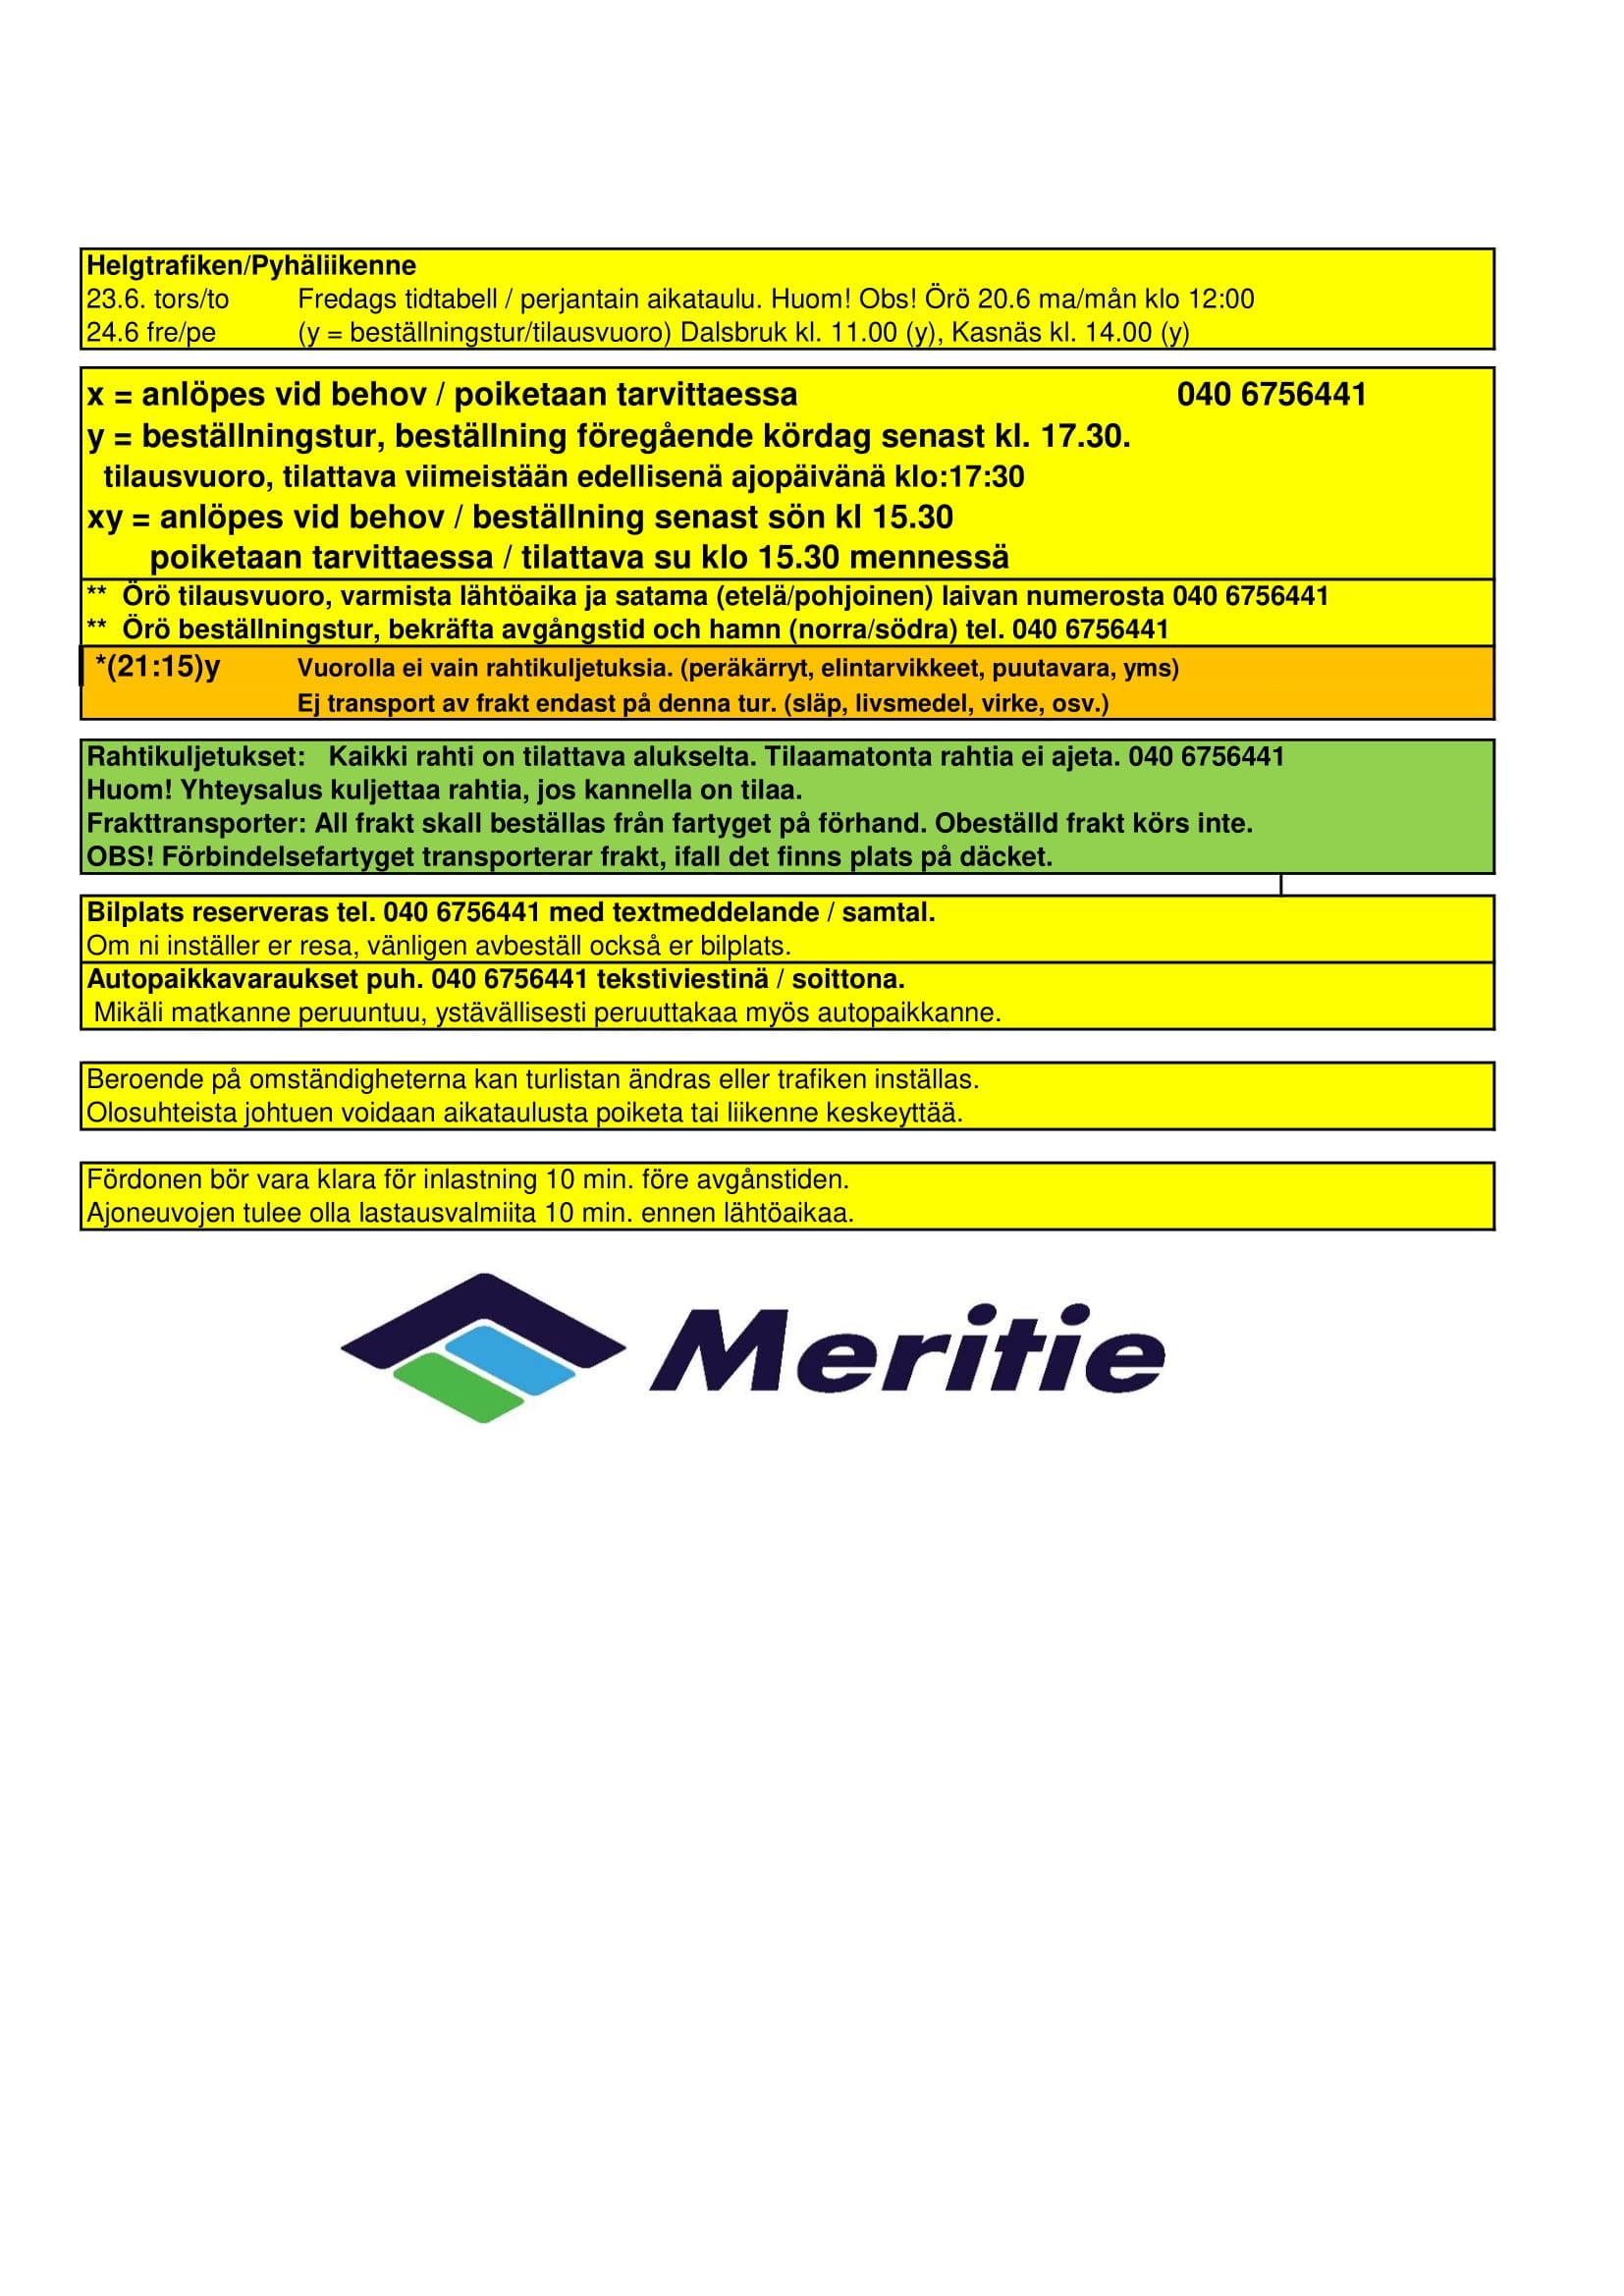 Helgtrafiken/Pyhäliikenne
23.6. tors/to Fredags tidtabell / perjantain aikataulu. Huom! Obs! Örö 20.6 ma/mån klo 12:00
24.6 fre/pe (y = beställningstur/tilausvuoro) Dalsbruk kl. 11.00 (y), Kasnäs kl. 14.00 (y)
x = anlöpes vid behov / poiketaan tarvittaessa 040 6756441
y = beställningstur, beställning föregående kördag senast kl. 17.30.
tilausvuoro, tilattava viimeistään edellisenä ajopäivänä klo:17:30
xy = anlöpes vid behov / beställning senast sön kl 15.30
poiketaan tarvittaessa / tilattava su klo 15.30 mennessä
** Örö tilausvuoro, varmista lähtöaika ja satama (etelä/pohjoinen) laivan numerosta 040 6756441
** Örö beställningstur, bekräfta avgångstid och hamn (norra/södra) tel. 040 6756441
*(21:15)y Vuorolla ei vain rahtikuljetuksia. (peräkärryt, elintarvikkeet, puutavara, yms)
Ej transport av frakt endast på denna tur. (släp, livsmedel, virke, osv.)
Rahtikuljetukset: Kaikki rahti on tilattava alukselta. Tilaamatonta rahtia ei ajeta. 040 6756441
Huom! Yhteysalus kuljettaa rahtia, jos kannella on tilaa.
Frakttransporter: All frakt skall beställas från fartyget på förhand. Obeställd frakt körs inte.
OBS! Förbindelsefartyget transporterar frakt, ifall det finns plats på däcket.
Bilplats reserveras tel. 040 6756441 med textmeddelande / samtal.
Om ni inställer er resa, vänligen avbeställ också er bilplats.
Autopaikkavaraukset puh. 040 6756441 tekstiviestinä / soittona.
Mikäli matkanne peruuntuu, ystävällisesti peruuttakaa myös autopaikkanne.
Beroende på omständigheterna kan turlistan ändras eller trafiken inställas.
Olosuhteista johtuen voidaan aikataulusta poiketa tai liikenne keskeyttää.
Fördonen bör vara klara för inlastning 10 min. före avgånstiden.
Ajoneuvojen tulee olla lastausvalmiita 10 min. ennen lähtöaikaa.
Meritie